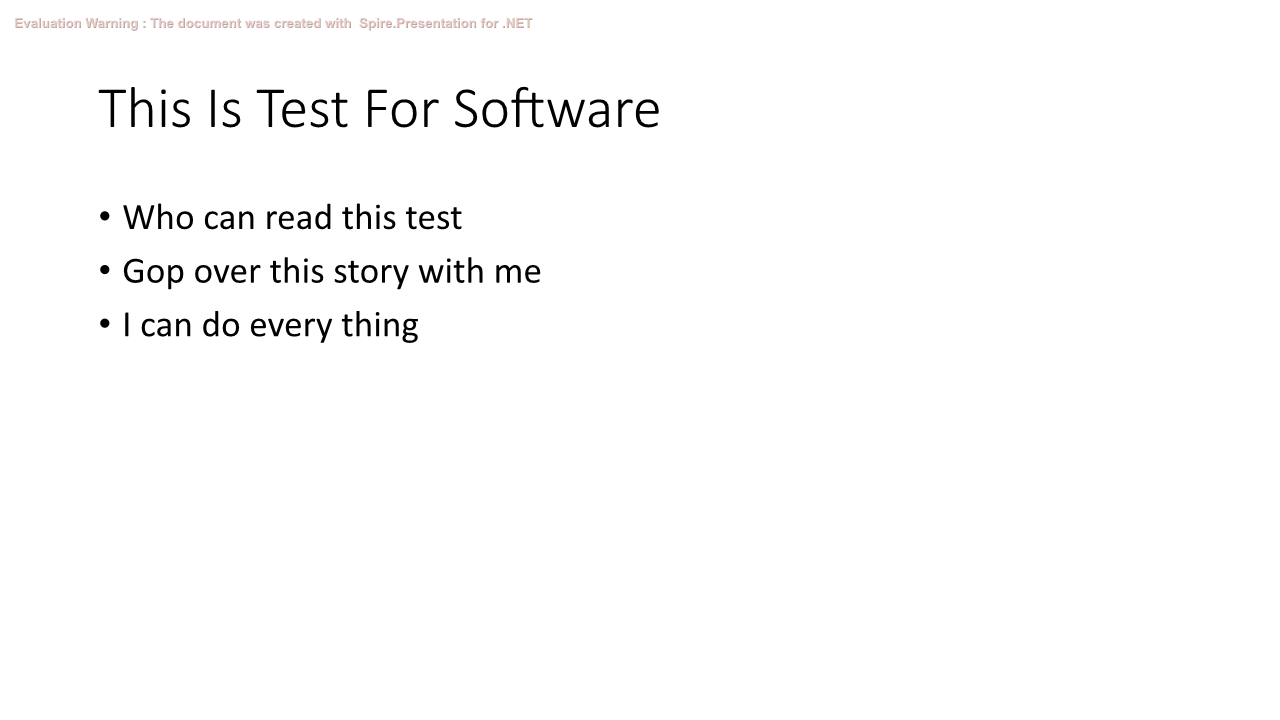 Evaluation Warning : The document was created with  Spire.Presentation for .NET
This Is Test For Software
• Who can read this test
• Gop over this story with me
• I can do every thing